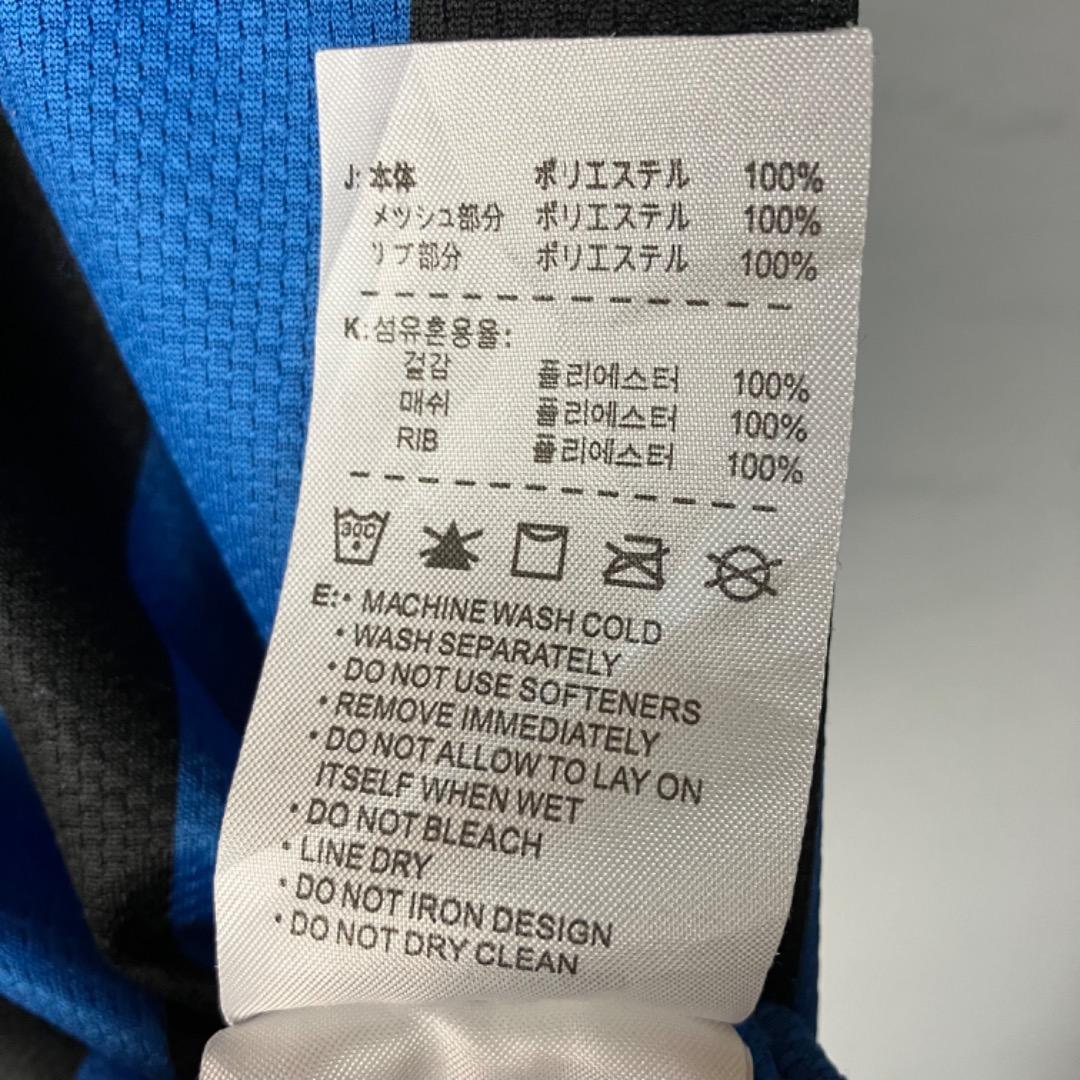 J: 本体 ポリエステル 100%
メッシュ部分 ポリエステル 100%
リブ部分 ポリエステル 100%
K: 섬유혼용율:
겉감 폴리에스터 100%
매쉬 폴리에스터 100%
RIB 폴리에스터 100%
30C
E: • MACHINE WASH COLD
• WASH SEPARATELY
• DO NOT USE SOFTENERS
• REMOVE IMMEDIATELY
• DO NOT ALLOW TO LAY ON
ITSELF WHEN WET
• DO NOT BLEACH
• LINE DRY
• DO NOT IRON DESIGN
• DO NOT DRY CLEAN